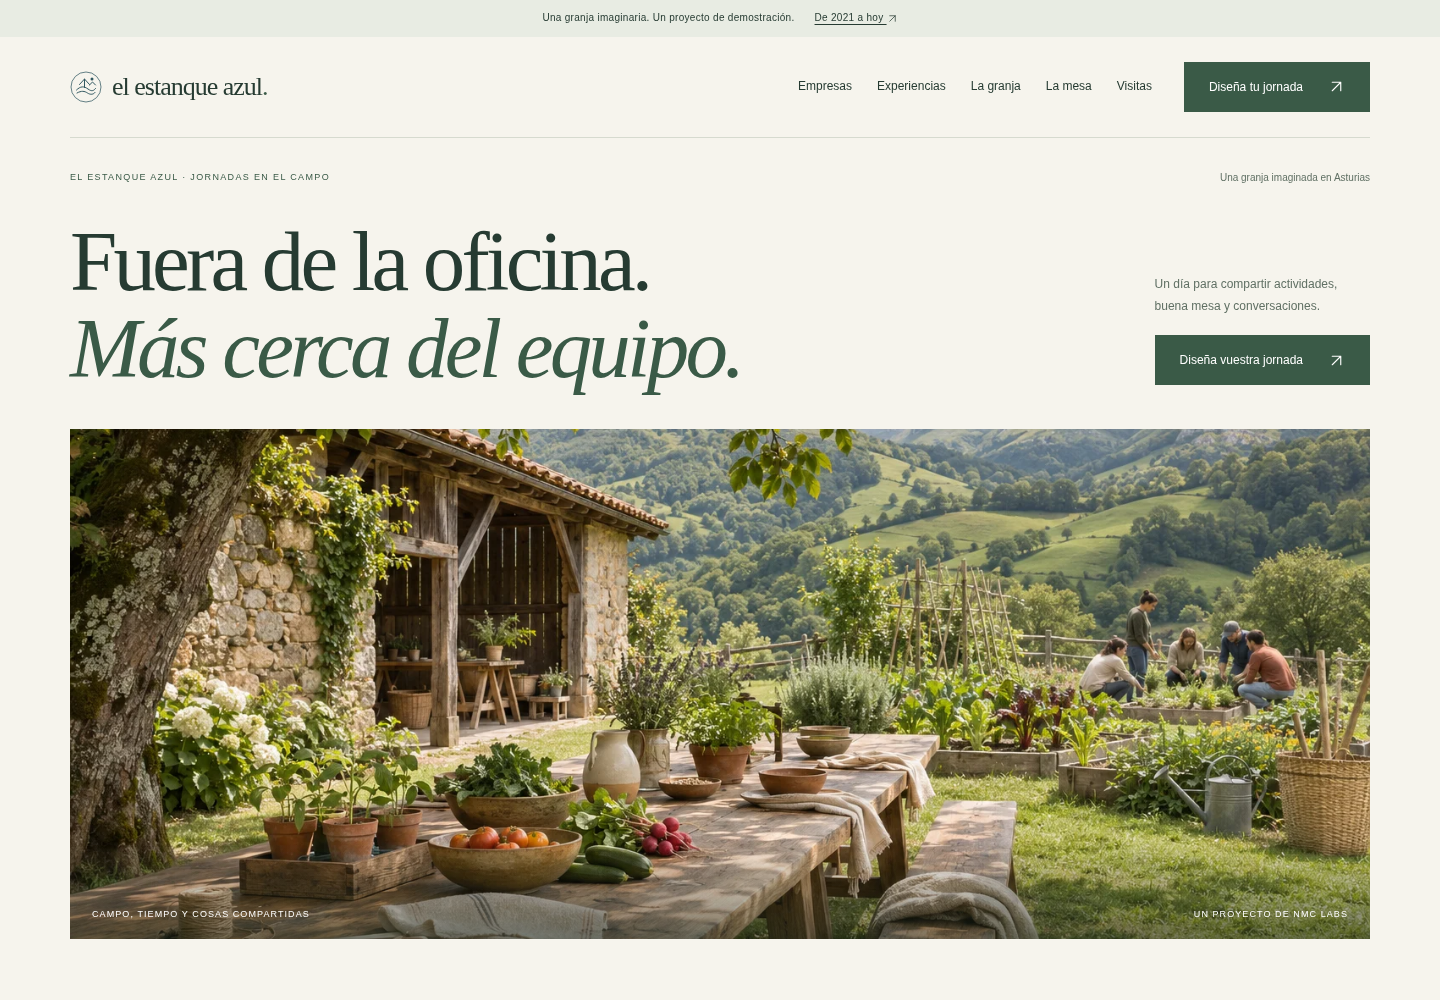 Una granja imaginaria. Un proyecto de demostración. De 2021 a hoy
el estanque azul.
Empresas Experiencias La granja La mesa Visitas Diseña tu jornada
EL ESTANQUE AZUL · JORNADAS EN EL CAMPO
Una granja imaginada en Asturias
Fuera de la oficina.
Más cerca del equipo.
Un día para compartir actividades,
buena mesa y conversaciones.
Diseña vuestra jornada
CAMPO, TIEMPO Y COSAS COMPARTIDAS
UN PROYECTO DE NMC LABS